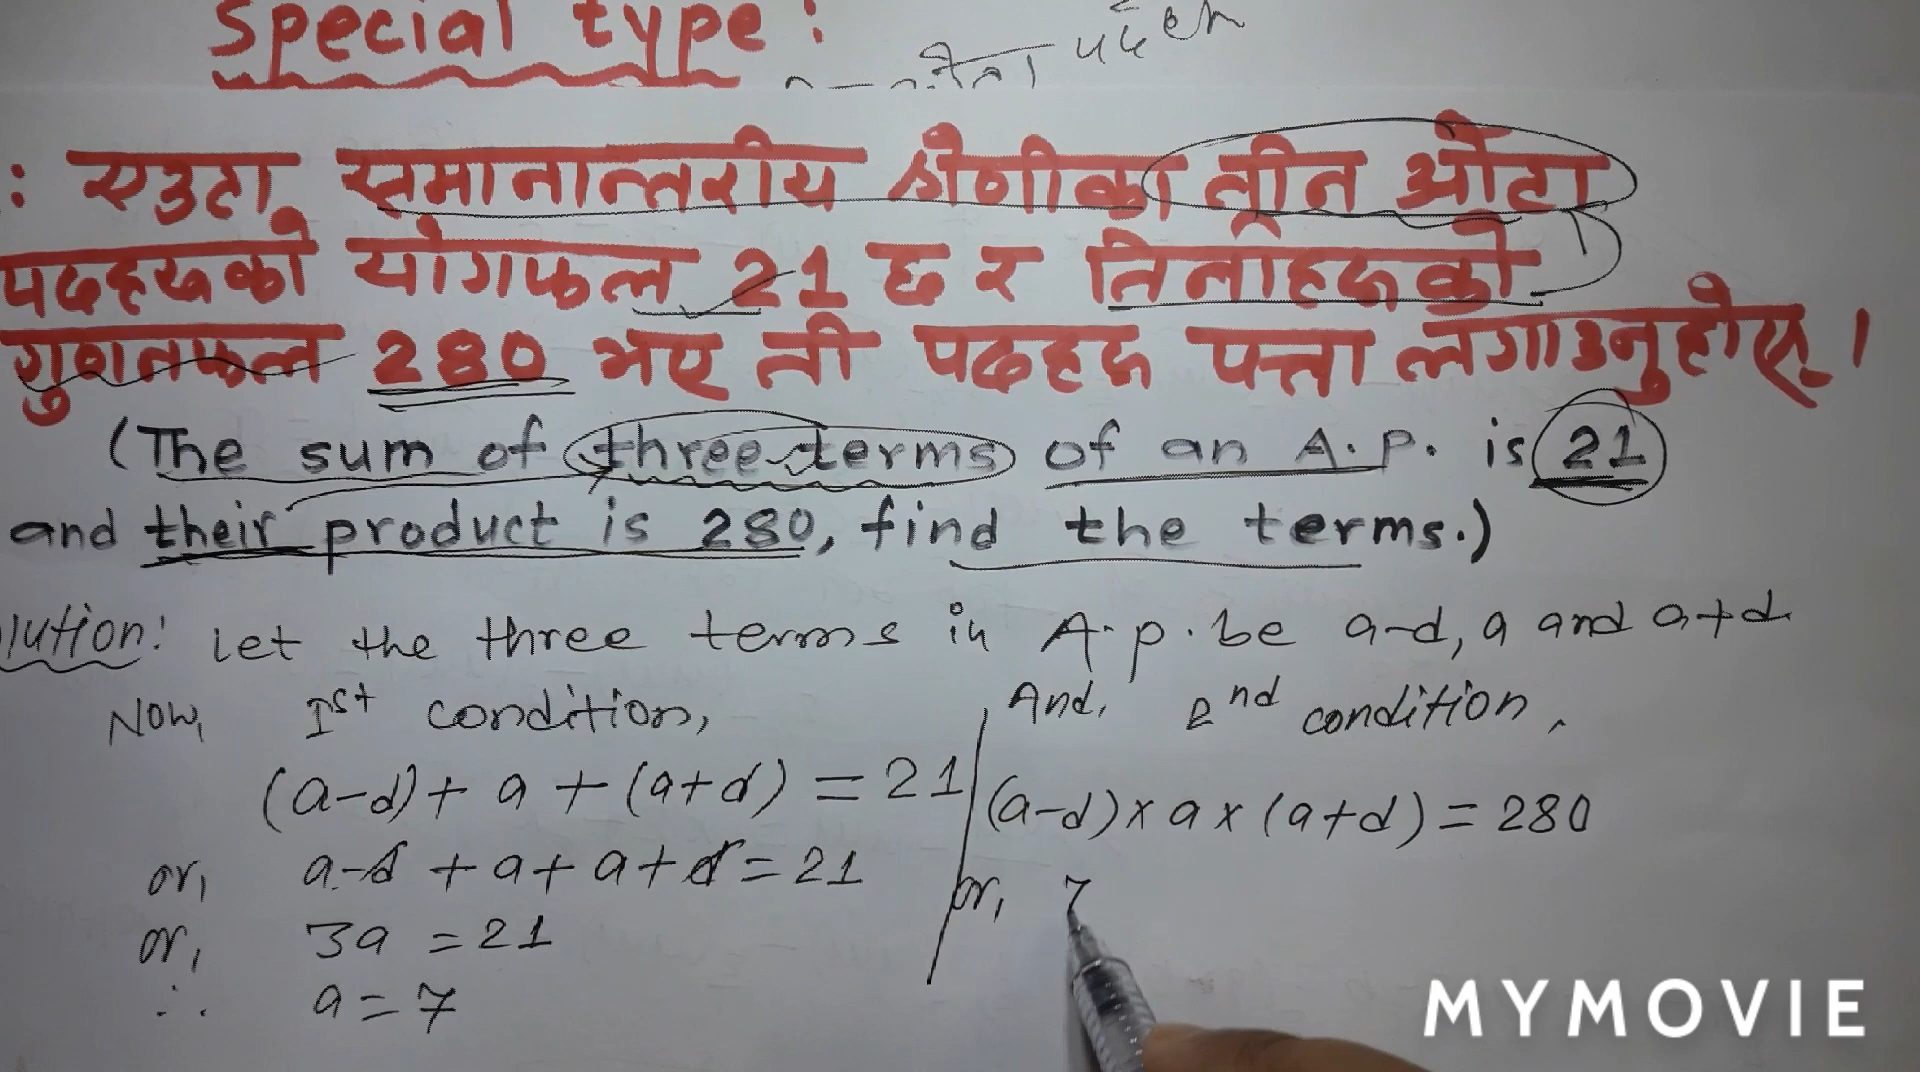 Special type:
: एउटा समानान्तरीय श्रेणीका तीन ओटा
पदहरूको योगफल 21 छ र तिनीहरूको
गुणनफल 280 भए ती पदहरू पत्ता लगाउनुहोस् ।
(The sum of three terms of an A.P. is 21
and their product is 280, find the terms.)
lution: Let the three terms in A.P. be a-d, a and a+d
Now, Ist condition,
(a-d) + a + (a+d) = 21
or, a-d + a + a + d = 21
or, 3a = 21
∴ a = 7
And, 2nd condition,
(a-d) x a x (a+d) = 280
or, 7
MYMOVIE